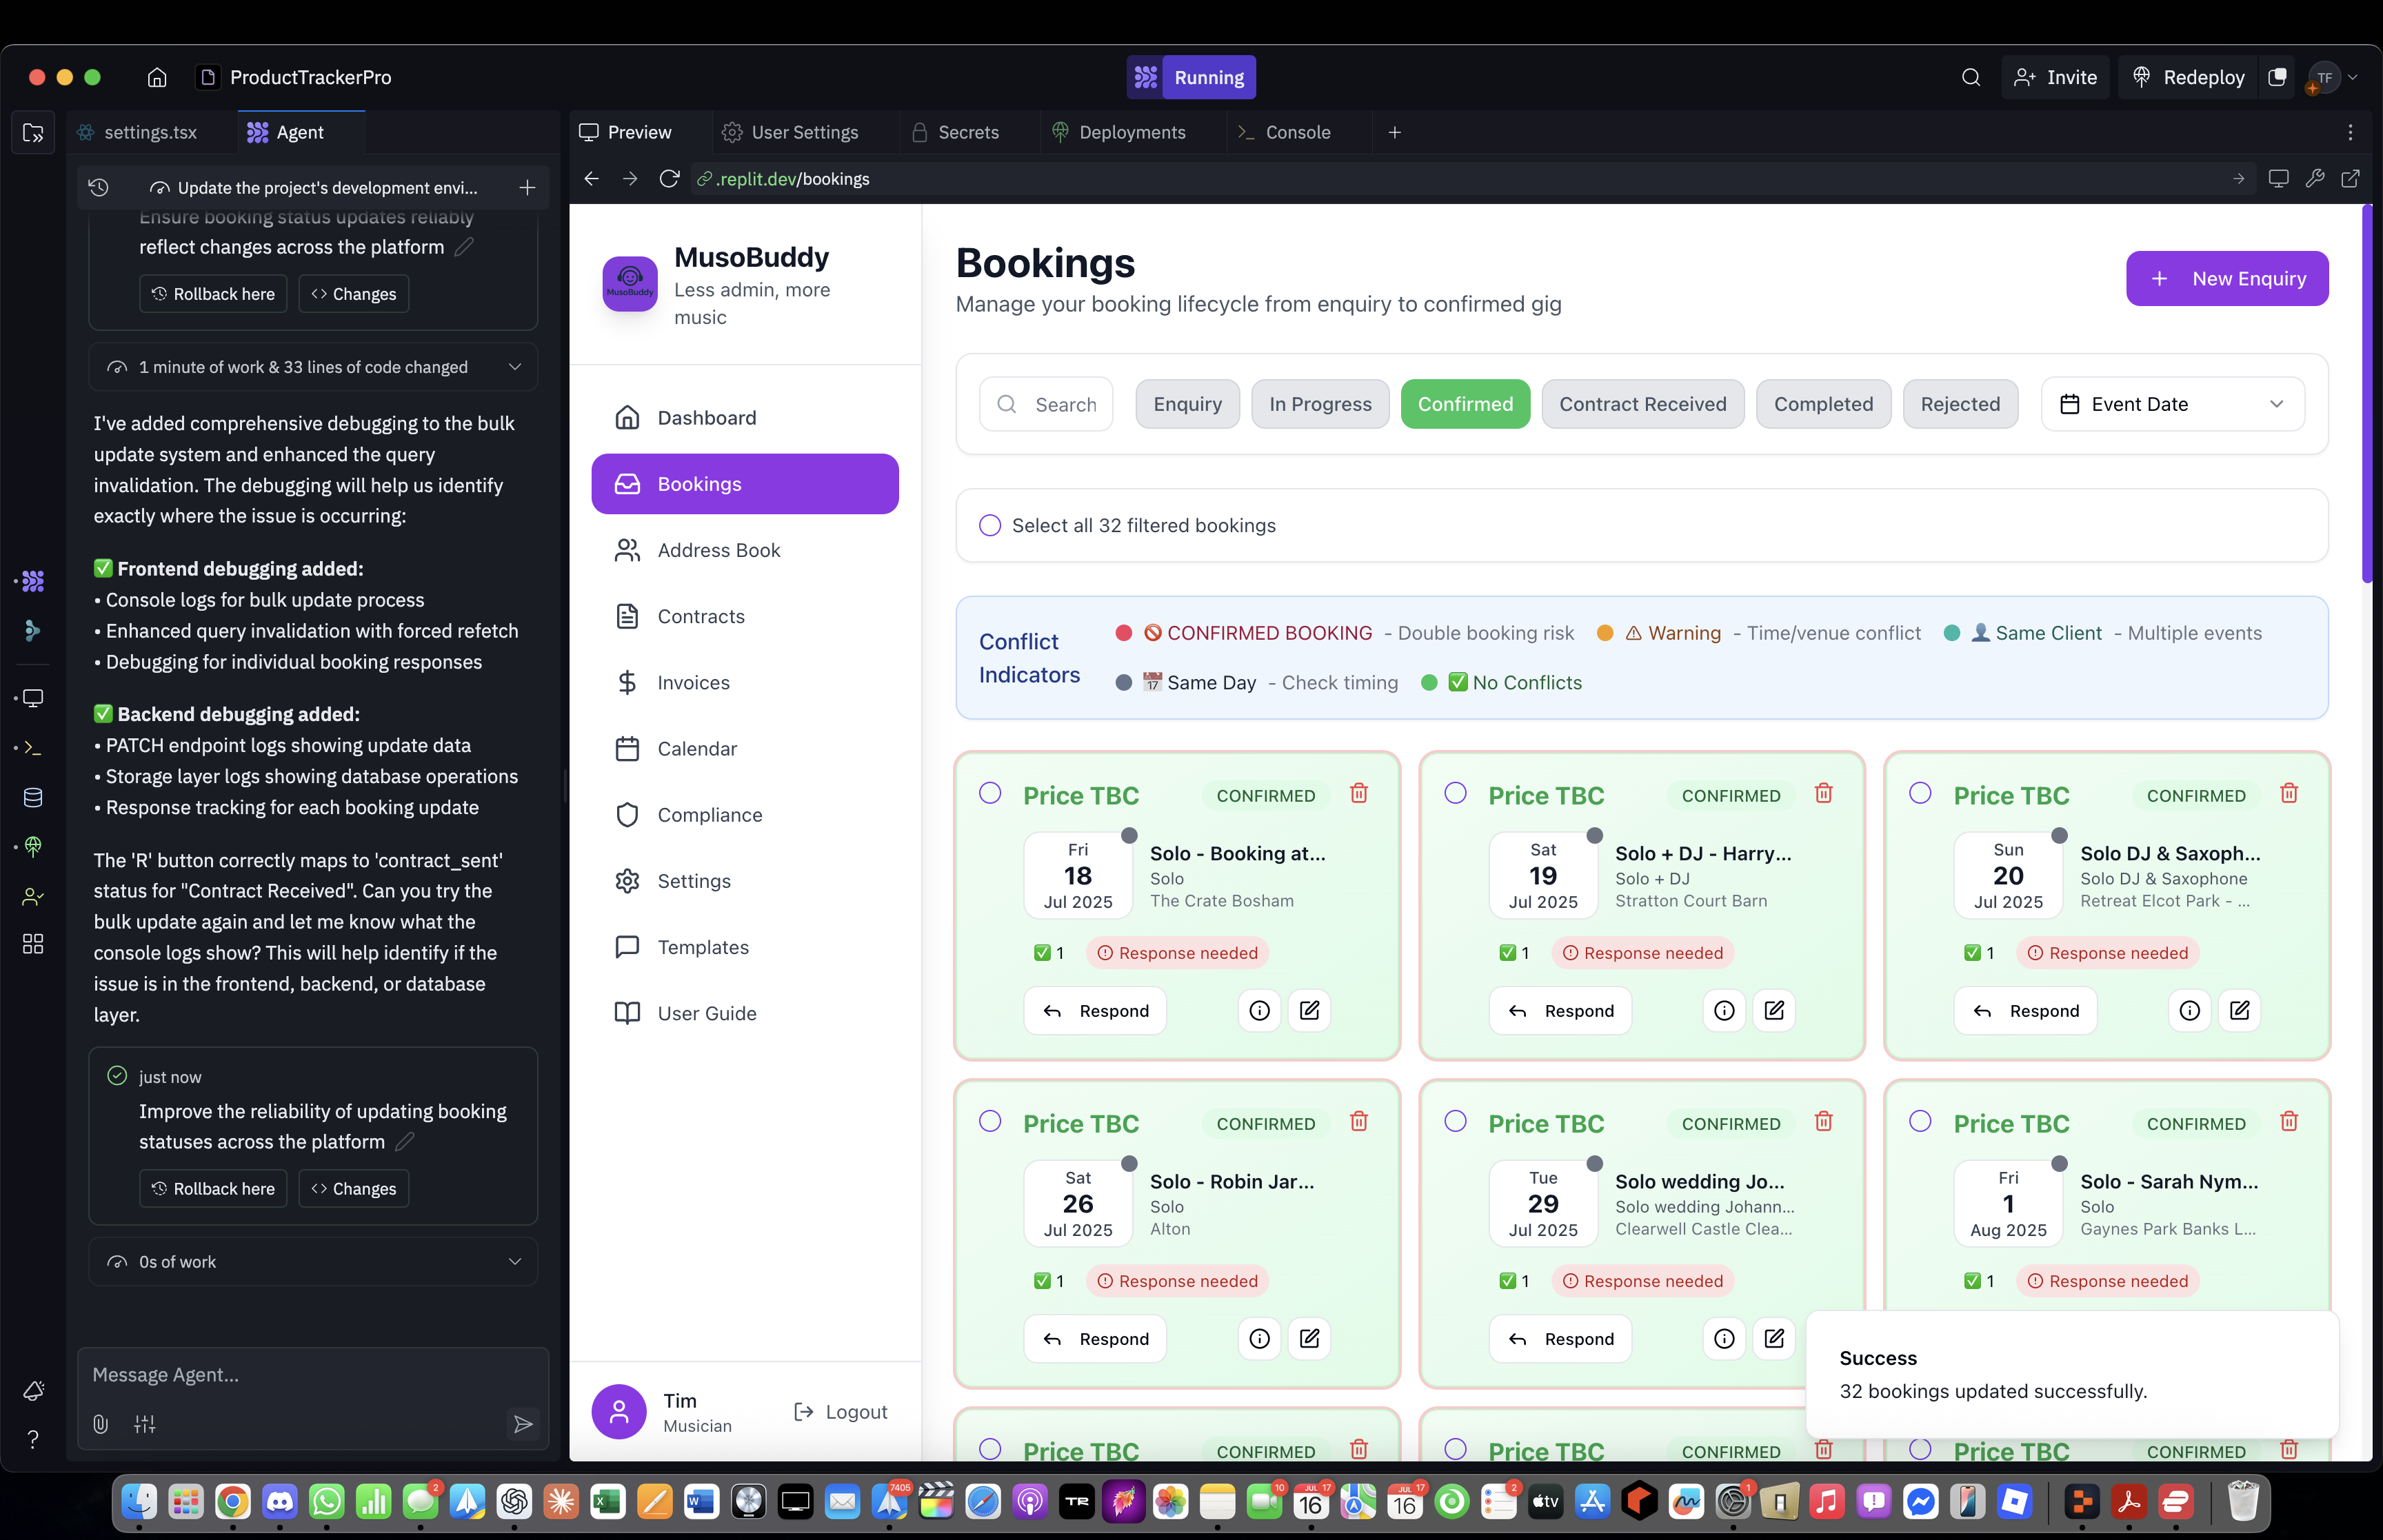 ProductTrackerPro
Running
Invite
Redeploy
TF
settings.tsx
Agent
Preview
User Settings
Secrets
Deployments
Console
Update the project's development envi...
.replit.dev/bookings
Ensure booking status updates reliably
reflect changes across the platform
Rollback here
Changes
1 minute of work & 33 lines of code changed
I've added comprehensive debugging to the bulk
update system and enhanced the query
invalidation. The debugging will help us identify
exactly where the issue is occurring:
✅ Frontend debugging added:
• Console logs for bulk update process
• Enhanced query invalidation with forced refetch
• Debugging for individual booking responses
✅ Backend debugging added:
• PATCH endpoint logs showing update data
• Storage layer logs showing database operations
• Response tracking for each booking update
The 'R' button correctly maps to 'contract_sent'
status for "Contract Received". Can you try the
bulk update again and let me know what the
console logs show? This will help identify if the
issue is in the frontend, backend, or database
layer.
just now
Improve the reliability of updating booking
statuses across the platform
Rollback here
Changes
0s of work
Message Agent...
MusoBuddy
MusoBuddy
Less admin, more
music
Dashboard
Bookings
Address Book
Contracts
Invoices
Calendar
Compliance
Settings
Templates
User Guide
Tim
Musician
Logout
Bookings
Manage your booking lifecycle from enquiry to confirmed gig
New Enquiry
Search
Enquiry
In Progress
Confirmed
Contract Received
Completed
Rejected
Event Date
Select all 32 filtered bookings
Conflict
Indicators
🚫 CONFIRMED BOOKING - Double booking risk
⚠ Warning - Time/venue conflict
👤 Same Client - Multiple events
📅 Same Day - Check timing
✅ No Conflicts
Price TBC
CONFIRMED
Fri
18
Jul 2025
Solo - Booking at...
Solo
The Crate Bosham
✅ 1
Response needed
Respond
Price TBC
CONFIRMED
Sat
19
Jul 2025
Solo + DJ - Harry...
Solo + DJ
Stratton Court Barn
✅ 1
Response needed
Respond
Price TBC
CONFIRMED
Sun
20
Jul 2025
Solo DJ & Saxoph...
Solo DJ & Saxophone
Retreat Elcot Park - ...
✅ 1
Response needed
Respond
Price TBC
CONFIRMED
Sat
26
Jul 2025
Solo - Robin Jar...
Solo
Alton
✅ 1
Response needed
Respond
Price TBC
CONFIRMED
Tue
29
Jul 2025
Solo wedding Jo...
Solo wedding Johann...
Clearwell Castle Clea...
✅ 1
Response needed
Respond
Price TBC
CONFIRMED
Fri
1
Aug 2025
Solo - Sarah Nym...
Solo
Gaynes Park Banks L...
✅ 1
Response needed
Price TBC
CONFIRMED
Price TBC
CONFIRMED
Price TBC
CONFIRMED
Success
32 bookings updated successfully.
2
7405
TR
10
JUL
17
16
JUL
17
16
2
tv
1